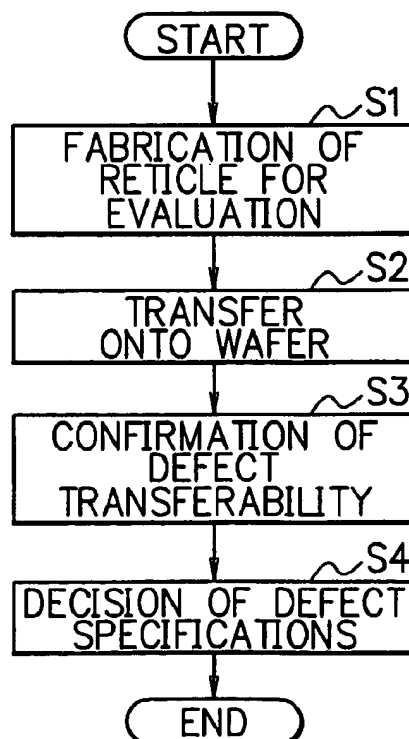 START
S1
FABRICATION OF
RETICLE FOR
EVALUATION
S2
TRANSFER
ONTO WAFER
S3
CONFIRMATION OF
DEFECT
TRANSFERABILITY
S4
DECISION OF DEFECT
SPECIFICATIONS
END